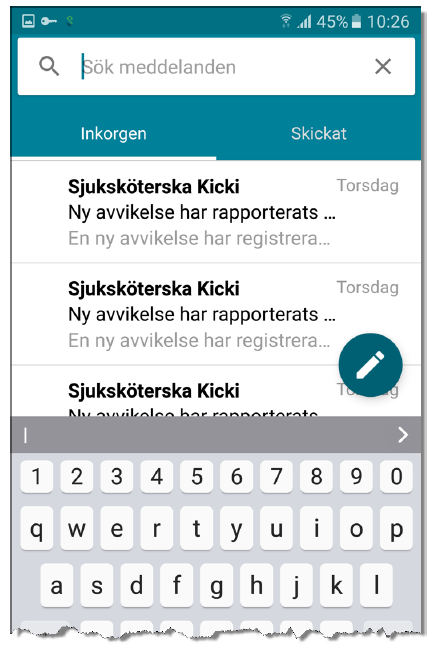 45% 10:26
Sök meddelanden
Inkorgen Skickat
Sjuksköterska Kicki Torsdag
Ny avvikelse har rapporterats ...
En ny avvikelse har registrera...
Sjuksköterska Kicki Torsdag
Ny avvikelse har rapporterats ...
En ny avvikelse har registrera...
Sjuksköterska Kicki Torsdag
Ny avvikelse har rapporterats
1 2 3 4 5 6 7 8 9 0
q w e r t y u i o p
a s d f g h j k l